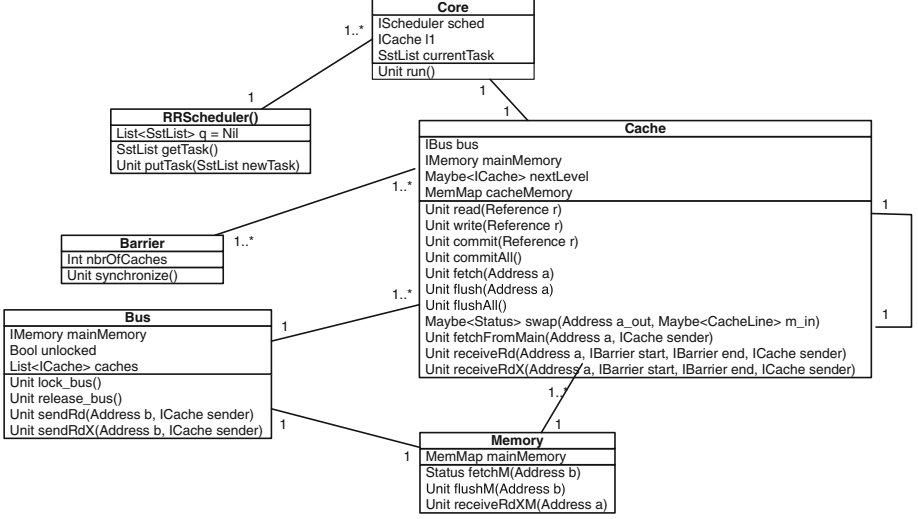 Core
IScheduler sched
ICache l1
SstList currentTask
Unit run()
1..*
1
1
1
RRScheduler()
List<SstList> q = Nil
SstList getTask()
Unit putTask(SstList newTask)
Cache
IBus bus
IMemory mainMemory
Maybe<ICache> nextLevel
MemMap cacheMemory
Unit read(Reference r)
Unit write(Reference r)
Unit commit(Reference r)
Unit commitAll()
Unit fetch(Address a)
Unit flush(Address a)
Unit flushAll()
Maybe<Status> swap(Address a_out, Maybe<CacheLine> m_in)
Unit fetchFromMain(Address a, ICache sender)
Unit receiveRd(Address a, IBarrier start, IBarrier end, ICache sender)
Unit receiveRdX(Address a, IBarrier start, IBarrier end, ICache sender)
1
1
1..*
1..*
Barrier
Int nbrOfCaches
Unit synchronize()
1..*
1
Bus
IMemory mainMemory
Bool unlocked
List<ICache> caches
Unit lock_bus()
Unit release_bus()
Unit sendRd(Address b, ICache sender)
Unit sendRdX(Address b, ICache sender)
1
1
1..*
1
Memory
MemMap mainMemory
Status fetchM(Address b)
Unit flushM(Address b)
Unit receiveRdXM(Address a)